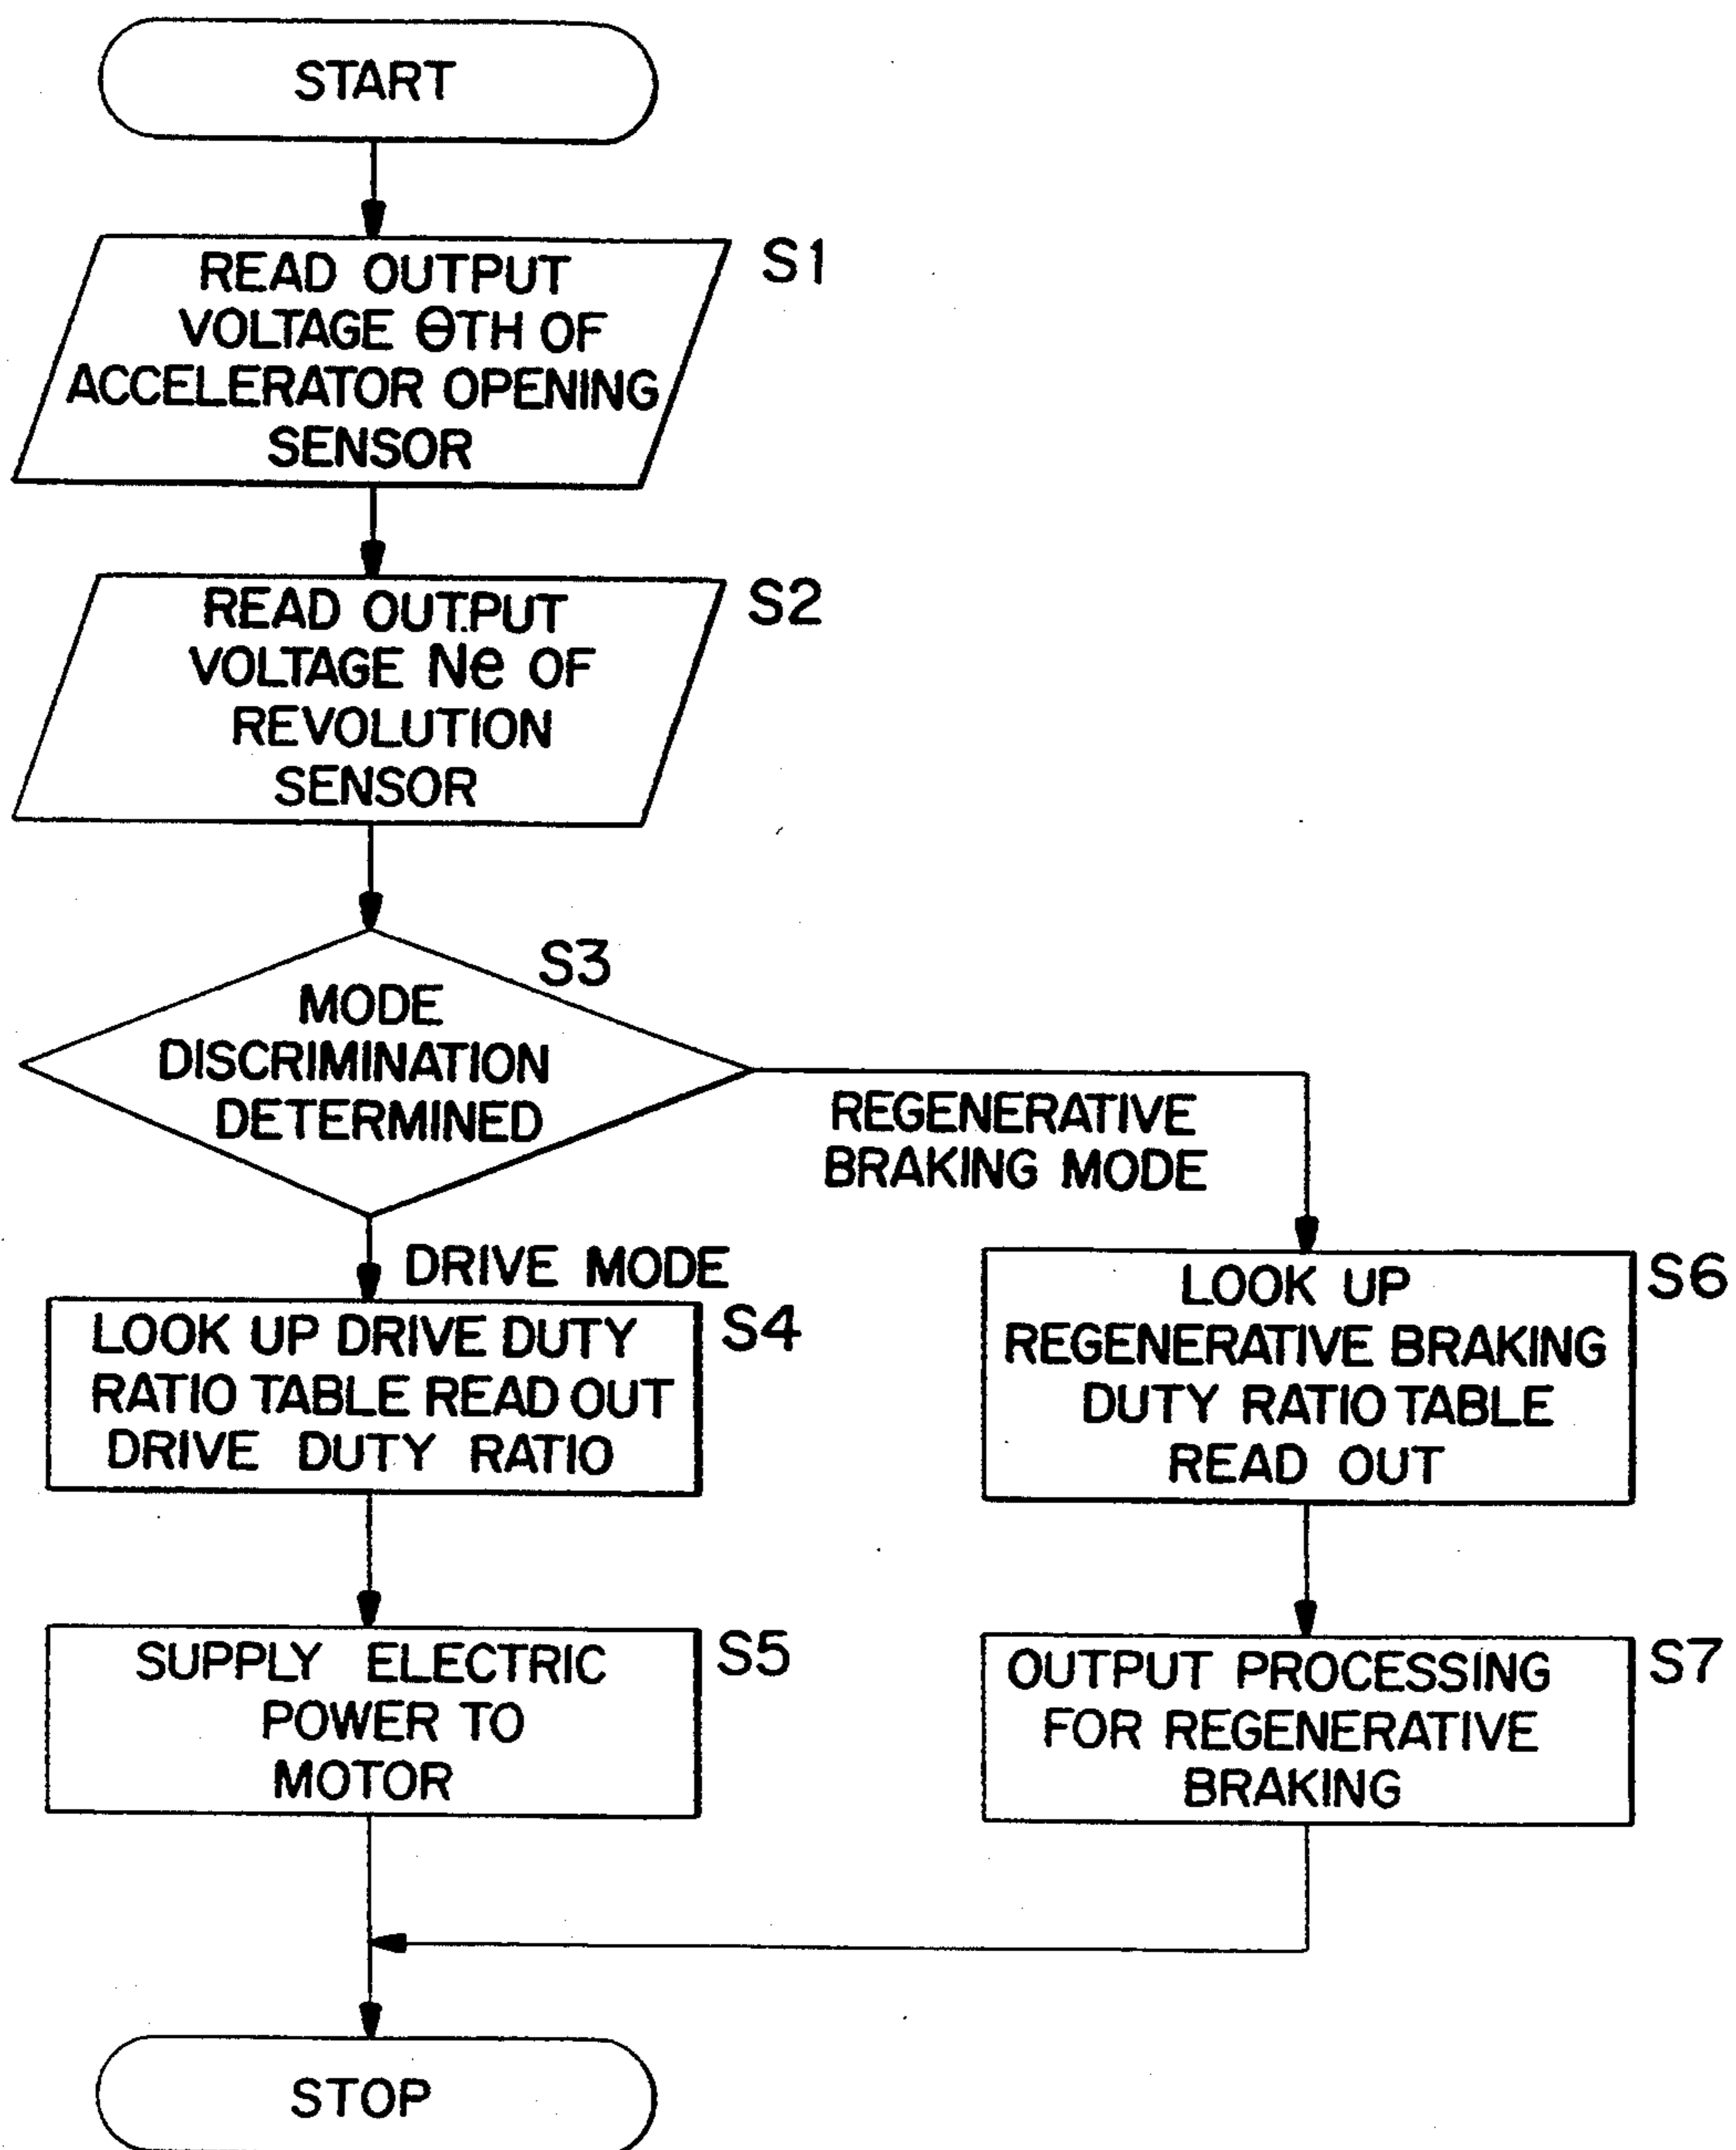 START
READ OUTPUT
VOLTAGE ΘTH OF
ACCELERATOR OPENING
SENSOR
S1
READ OUTPUT
VOLTAGE Ne OF
REVOLUTION
SENSOR
S2
S3
MODE
DISCRIMINATION
DETERMINED
REGENERATIVE
BRAKING MODE
DRIVE MODE
LOOK UP DRIVE DUTY
RATIO TABLE READ OUT
DRIVE DUTY RATIO
S4
SUPPLY ELECTRIC
POWER TO
MOTOR
S5
LOOK UP
REGENERATIVE BRAKING
DUTY RATIO TABLE
READ OUT
S6
OUTPUT PROCESSING
FOR REGENERATIVE
BRAKING
S7
STOP